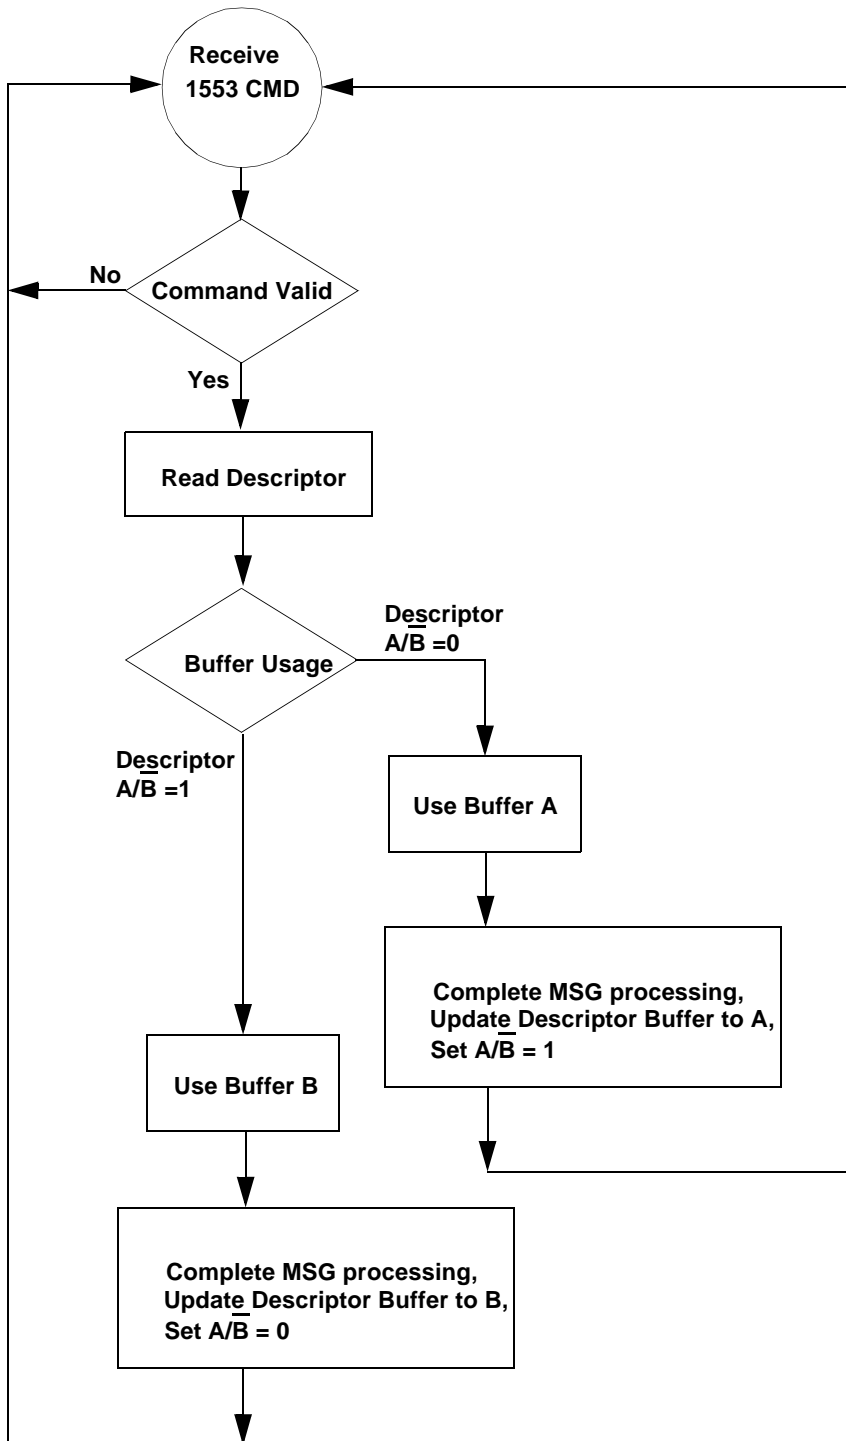 Receive
1553 CMD
No
Command Valid
Yes
Read Descriptor
Descriptor
A/B̅ =0
Buffer Usage
Descriptor
A/B̅ =1
Use Buffer A
Complete MSG processing,
Update Descriptor Buffer to A,
Set A/B̅ = 1
Use Buffer B
Complete MSG processing,
Update Descriptor Buffer to B,
Set A/B̅ = 0